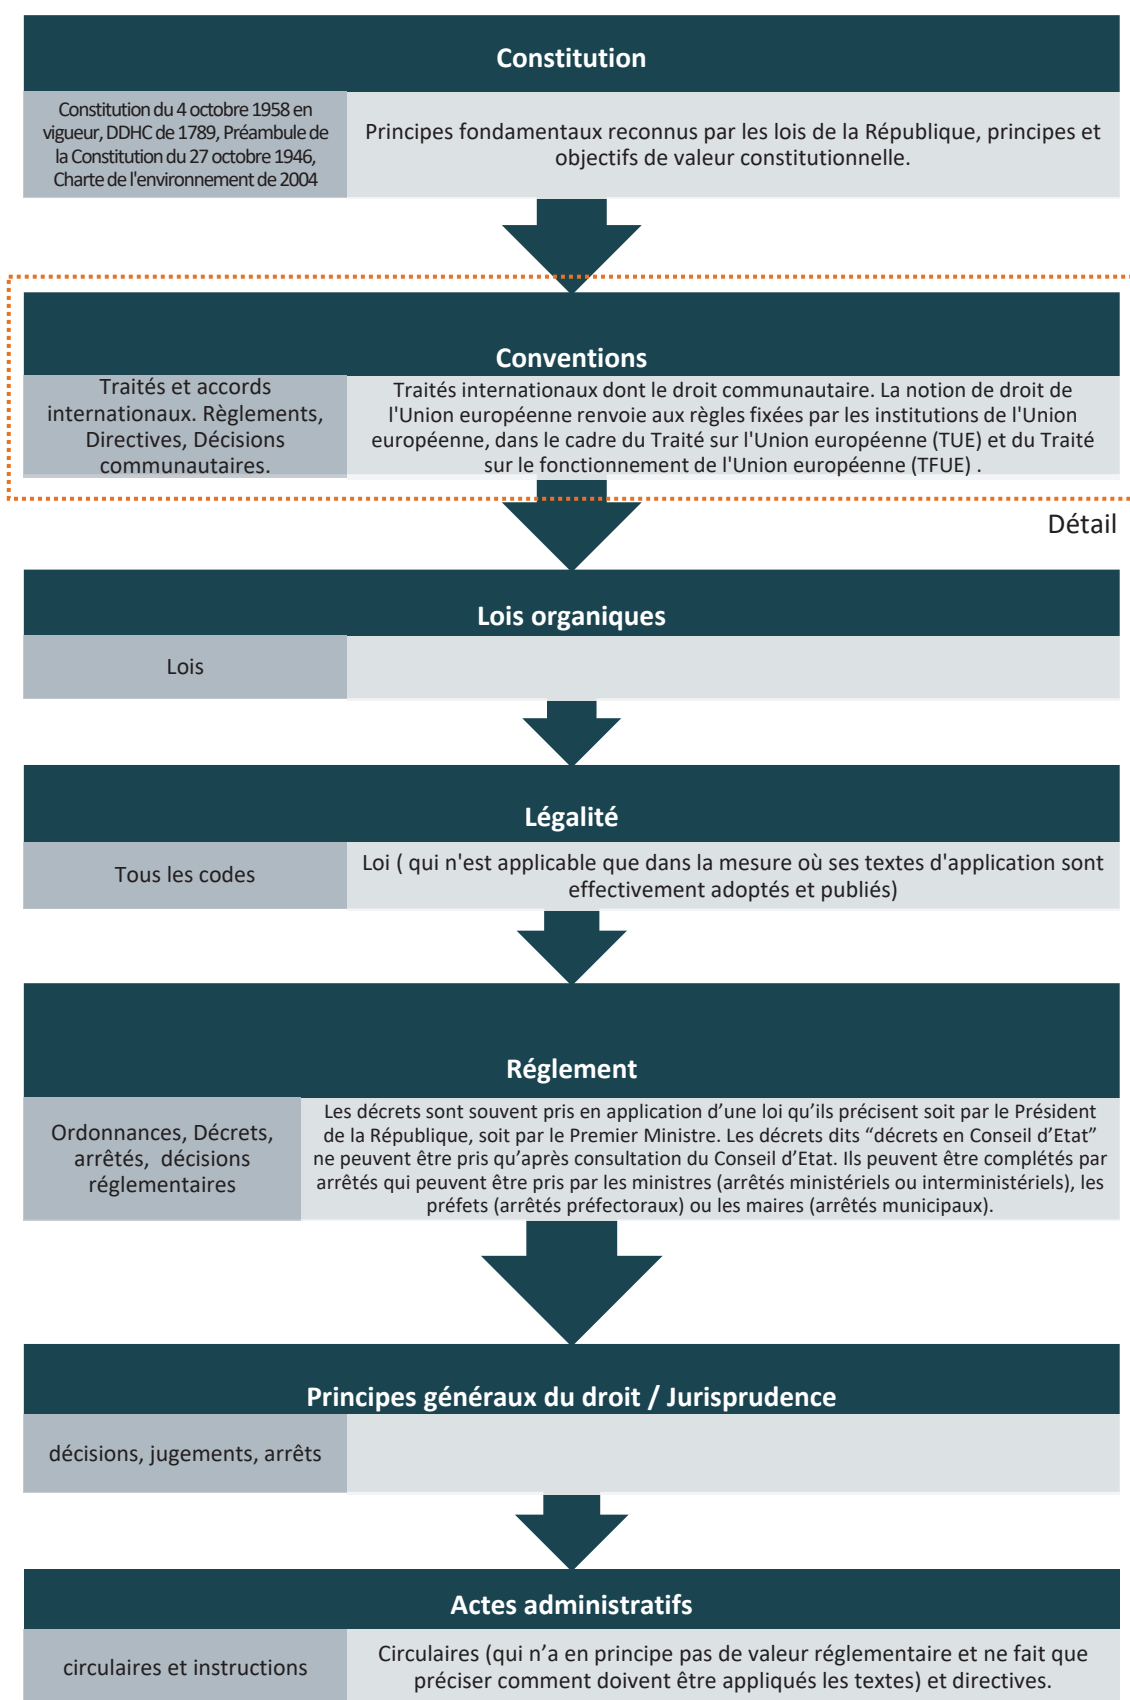 Constitution
Constitution du 4 octobre 1958 en
vigueur, DDHC de 1789, Préambule de
la Constitution du 27 octobre 1946,
Charte de l'environnement de 2004
Principes fondamentaux reconnus par les lois de la République, principes et
objectifs de valeur constitutionnelle.
Conventions
Traités et accords
internationaux. Règlements,
Directives, Décisions
communautaires.
Traités internationaux dont le droit communautaire. La notion de droit de
l'Union européenne renvoie aux règles fixées par les institutions de l'Union
européenne, dans le cadre du Traité sur l'Union européenne (TUE) et du Traité
sur le fonctionnement de l'Union européenne (TFUE) .
Détail
Lois organiques
Lois
Légalité
Tous les codes
Loi ( qui n'est applicable que dans la mesure où ses textes d'application sont
effectivement adoptés et publiés)
Réglement
Ordonnances, Décrets,
arrêtés, décisions
réglementaires
Les décrets sont souvent pris en application d’une loi qu’ils précisent soit par le Président
de la République, soit par le Premier Ministre. Les décrets dits “décrets en Conseil d’Etat”
ne peuvent être pris qu’après consultation du Conseil d’Etat. Ils peuvent être complétés par
arrêtés qui peuvent être pris par les ministres (arrêtés ministériels ou interministériels), les
préfets (arrêtés préfectoraux) ou les maires (arrêtés municipaux).
Principes généraux du droit / Jurisprudence
décisions, jugements, arrêts
Actes administratifs
circulaires et instructions
Circulaires (qui n’a en principe pas de valeur réglementaire et ne fait que
préciser comment doivent être appliqués les textes) et directives.